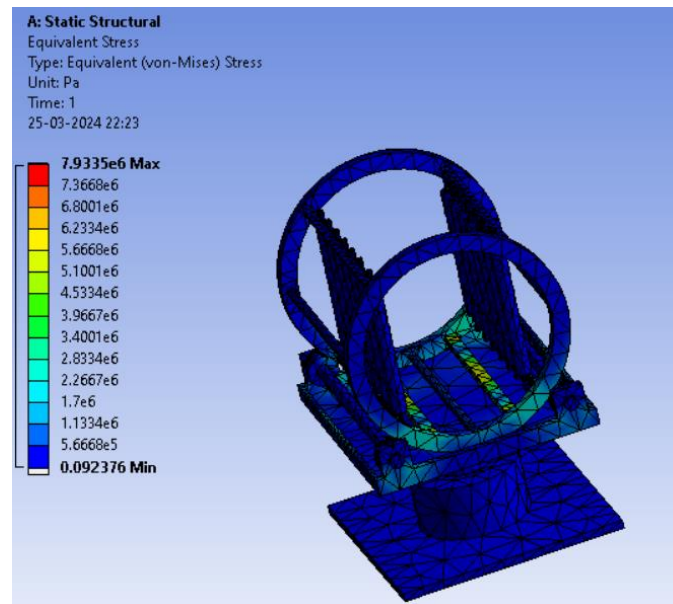 A: Static Structural
Equivalent Stress
Type: Equivalent (von-Mises) Stress
Unit: Pa
Time: 1
25-03-2024 22:23
7.9335e6 Max
7.3668e6
6.8001e6
6.2334e6
5.6668e6
5.1001e6
4.5334e6
3.9667e6
3.4001e6
2.8334e6
2.2667e6
1.7e6
1.1334e6
5.6668e5
0.092376 Min